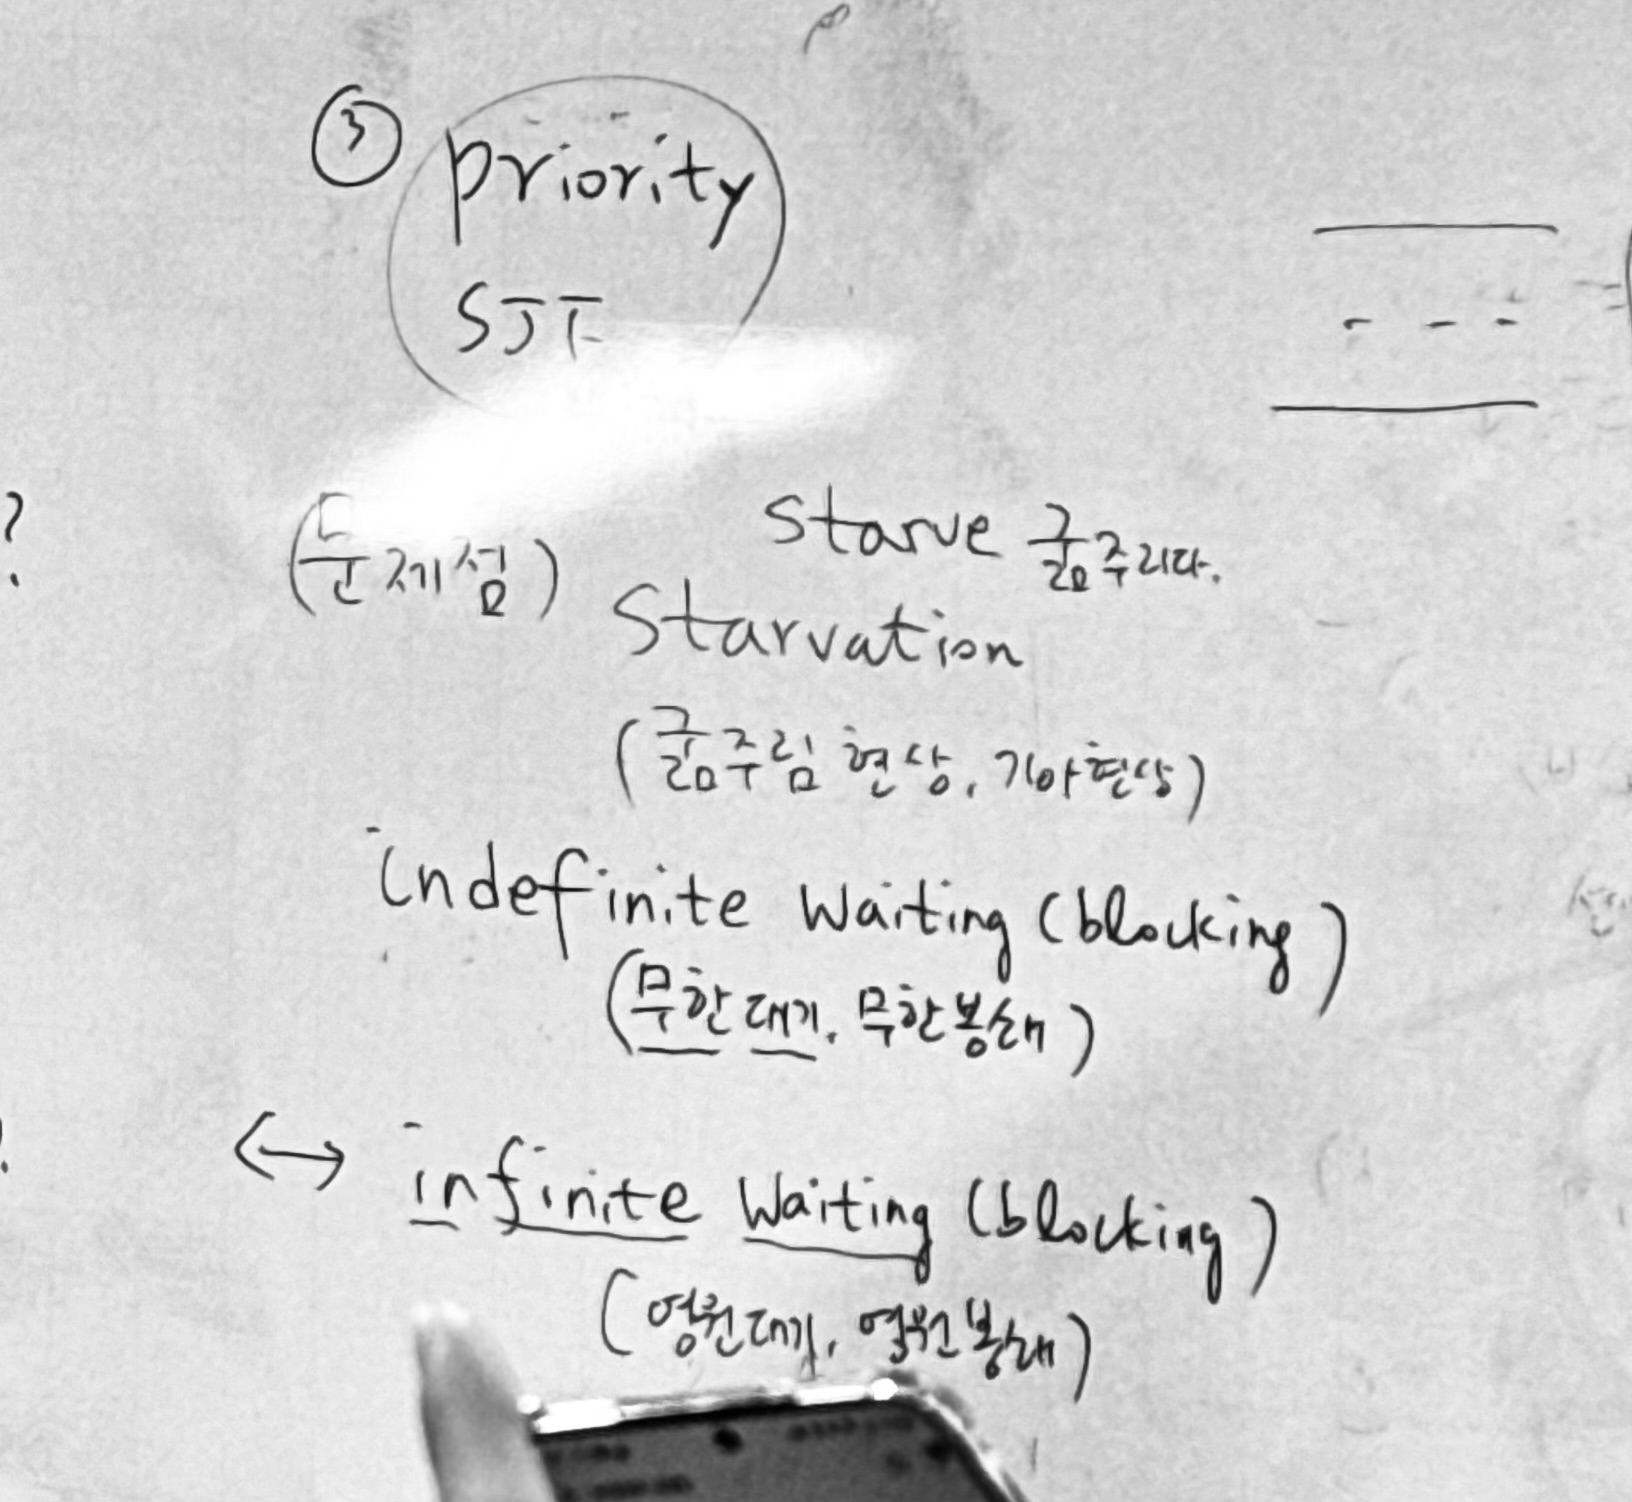 ③ priority
SJF
(문제점)
starve 굶주리다.
Starvation
(굶주림 현상, 기아현상)
indefinite waiting (blocking)
(무한대기, 무한봉쇄)
?
<-> infinite waiting (blocking)
(영원대기, 영원봉쇄)